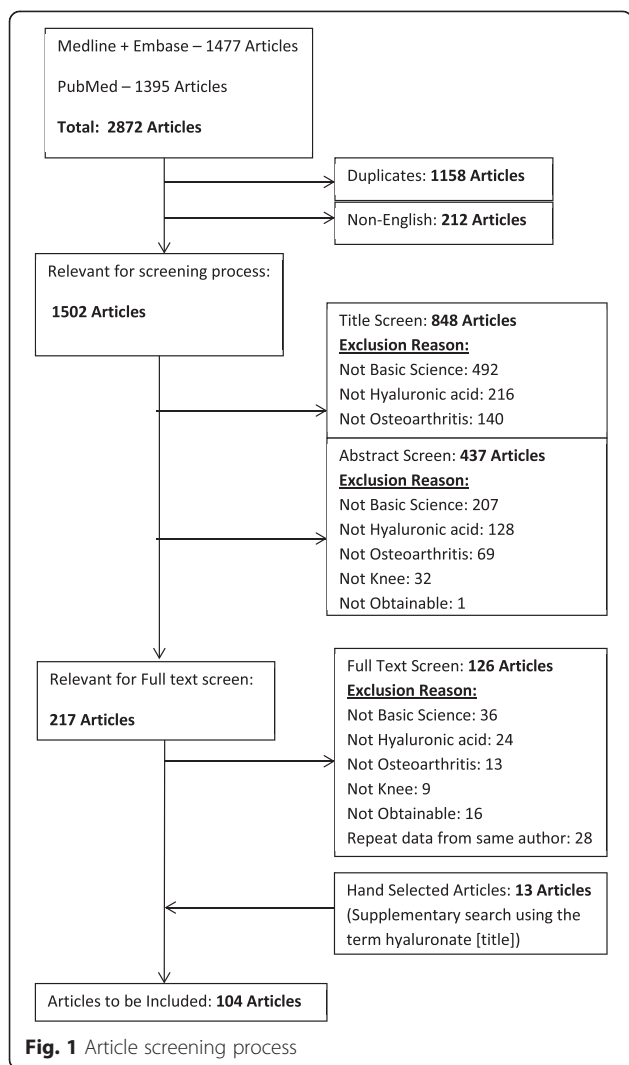 Medline + Embase – 1477 Articles
PubMed – 1395 Articles
Total: 2872 Articles
Duplicates: 1158 Articles
Non-English: 212 Articles
Relevant for screening process:
1502 Articles
Title Screen: 848 Articles
Exclusion Reason:
Not Basic Science: 492
Not Hyaluronic acid: 216
Not Osteoarthritis: 140
Abstract Screen: 437 Articles
Exclusion Reason:
Not Basic Science: 207
Not Hyaluronic acid: 128
Not Osteoarthritis: 69
Not Knee: 32
Not Obtainable: 1
Relevant for Full text screen:
217 Articles
Full Text Screen: 126 Articles
Exclusion Reason:
Not Basic Science: 36
Not Hyaluronic acid: 24
Not Osteoarthritis: 13
Not Knee: 9
Not Obtainable: 16
Repeat data from same author: 28
Hand Selected Articles: 13 Articles
(Supplementary search using the
term hyaluronate [title])
Articles to be Included: 104 Articles
Fig. 1 Article screening process